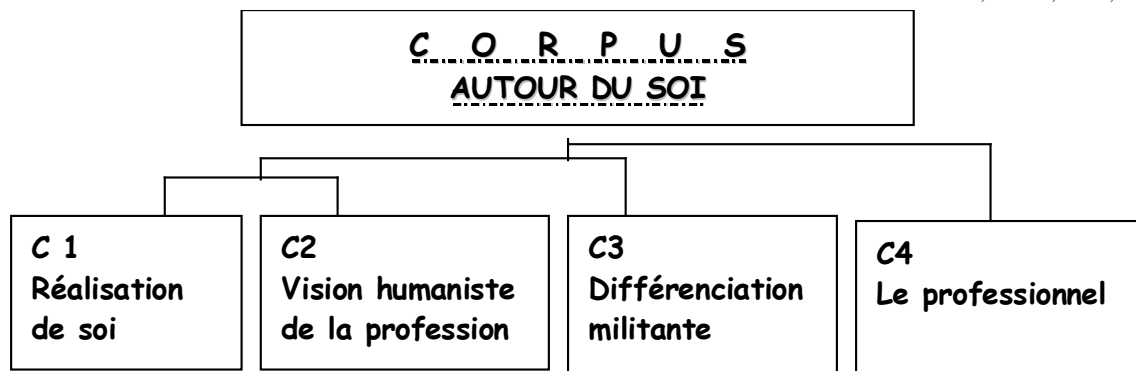 C O R P U S
AUTOUR DU SOI
C 1
Réalisation
de soi
C2
Vision humaniste
de la profession
C3
Différenciation
militante
C4
Le professionnel